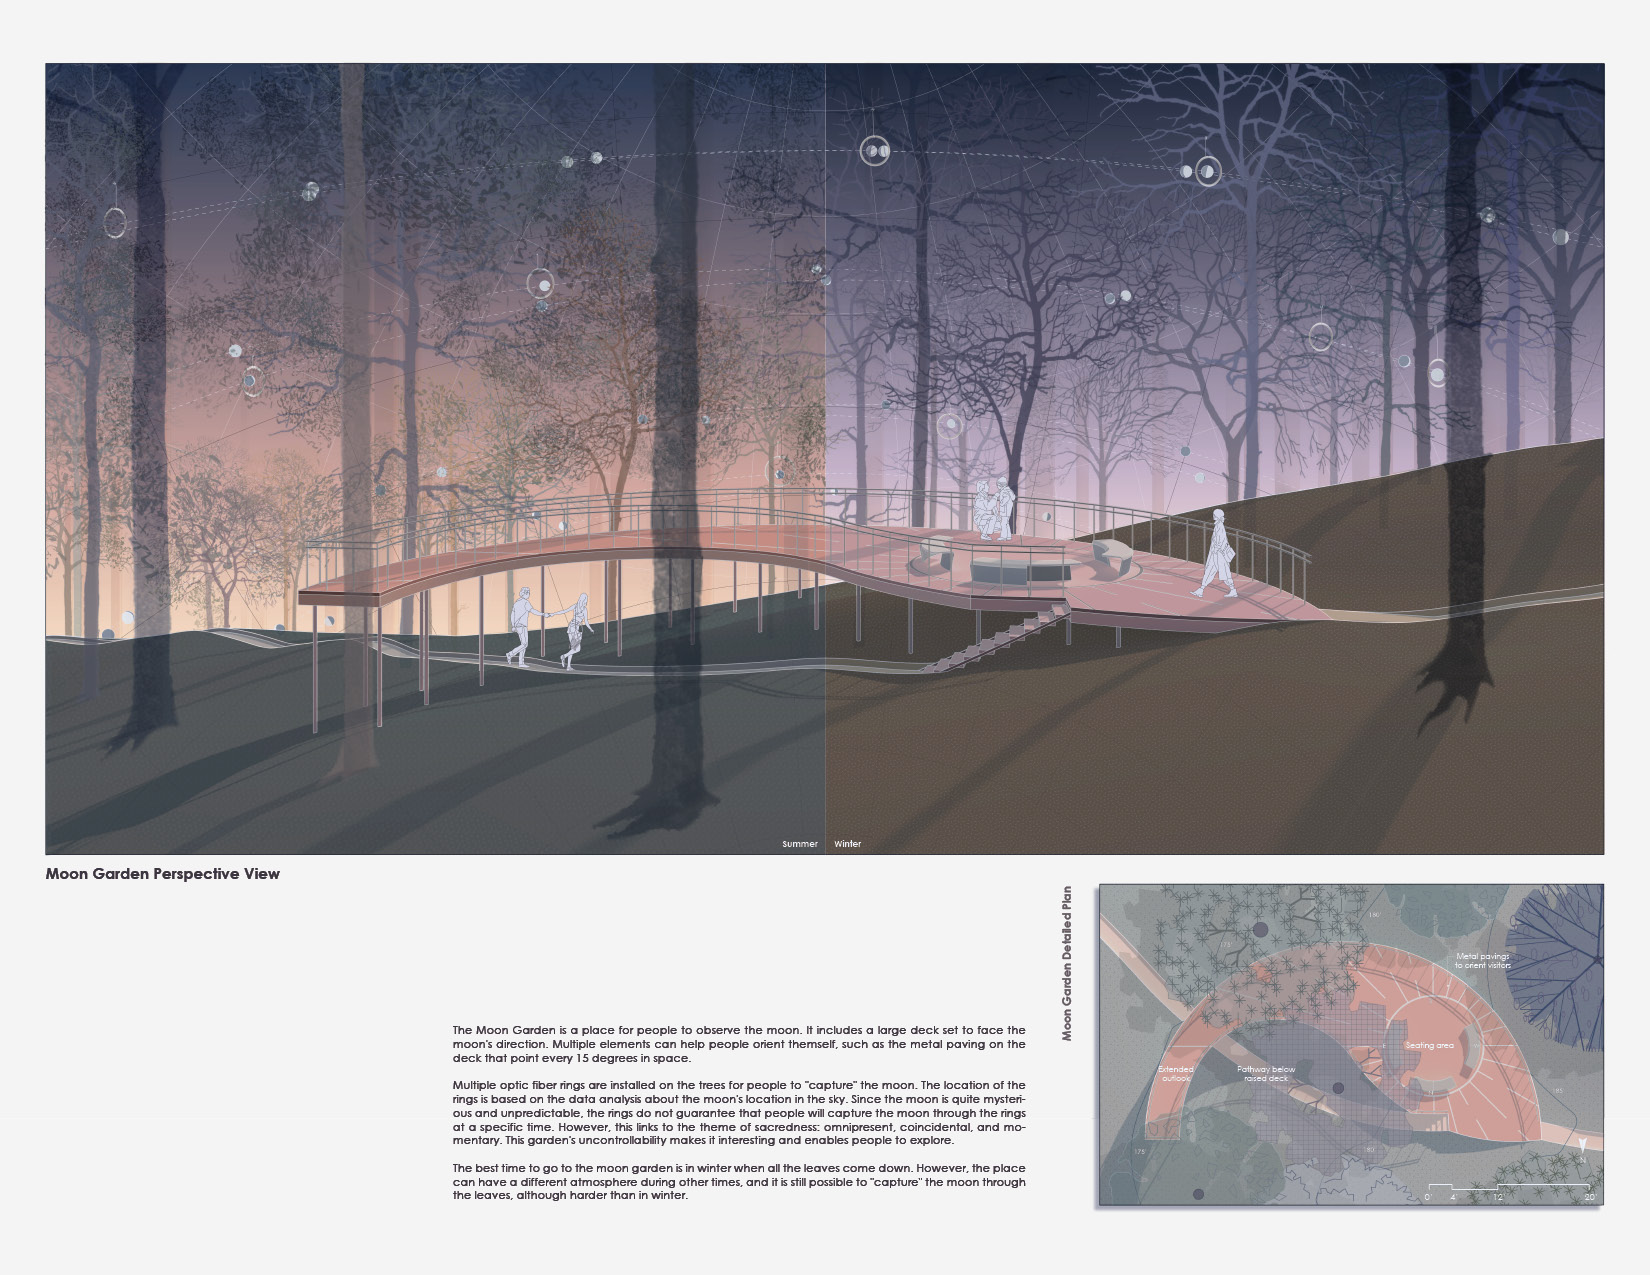 Summer
Winter
Moon Garden Perspective View
Moon Garden Detailed Plan
The Moon Garden is a place for people to observe the moon. It includes a large deck set to face the
moon's direction. Multiple elements can help people orient themself, such as the metal paving on the
deck that point every 15 degrees in space.
Multiple optic fiber rings are installed on the trees for people to "capture" the moon. The location of the
rings is based on the data analysis about the moon's location in the sky. Since the moon is quite mysteri-
ous and unpredictable, the rings do not guarantee that people will capture the moon through the rings
at a specific time. However, this links to the theme of sacredness: omnipresent, coincidental, and mo-
mentary. This garden's uncontrollability makes it interesting and enables people to explore.
The best time to go to the moon garden is in winter when all the leaves come down. However, the place
can have a different atmosphere during other times, and it is still possible to "capture" the moon through
the leaves, although harder than in winter.
180'
175'
Metal pavings
to orient visitors
Seating area
Extended
outlook
Pathway below
raised deck
185'
175'
180'
0'
4'
12'
20'